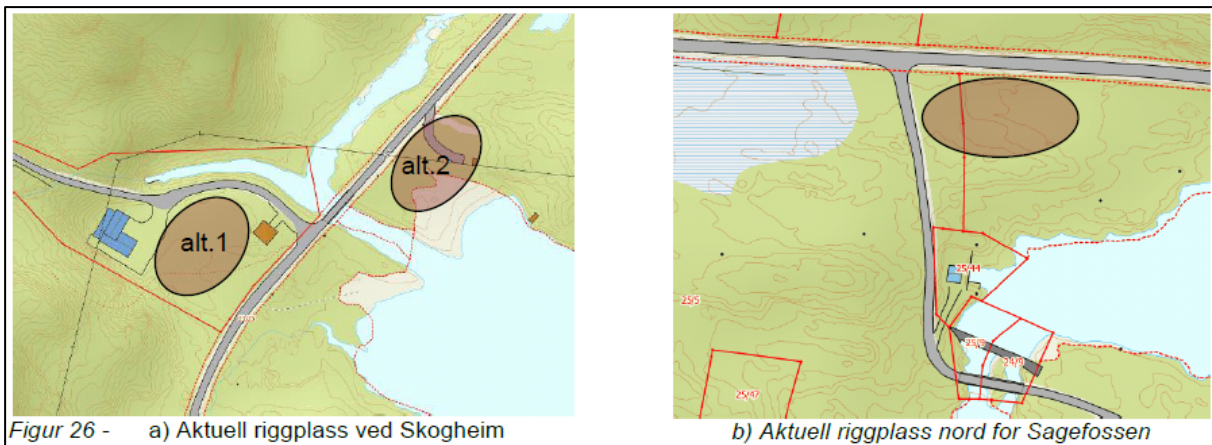 alt.1
alt.2
25/5
25/44
25/9
24/9
25/47
Figur 26 - a) Aktuell riggplass ved Skogheim
b) Aktuell riggplass nord for Sagefossen